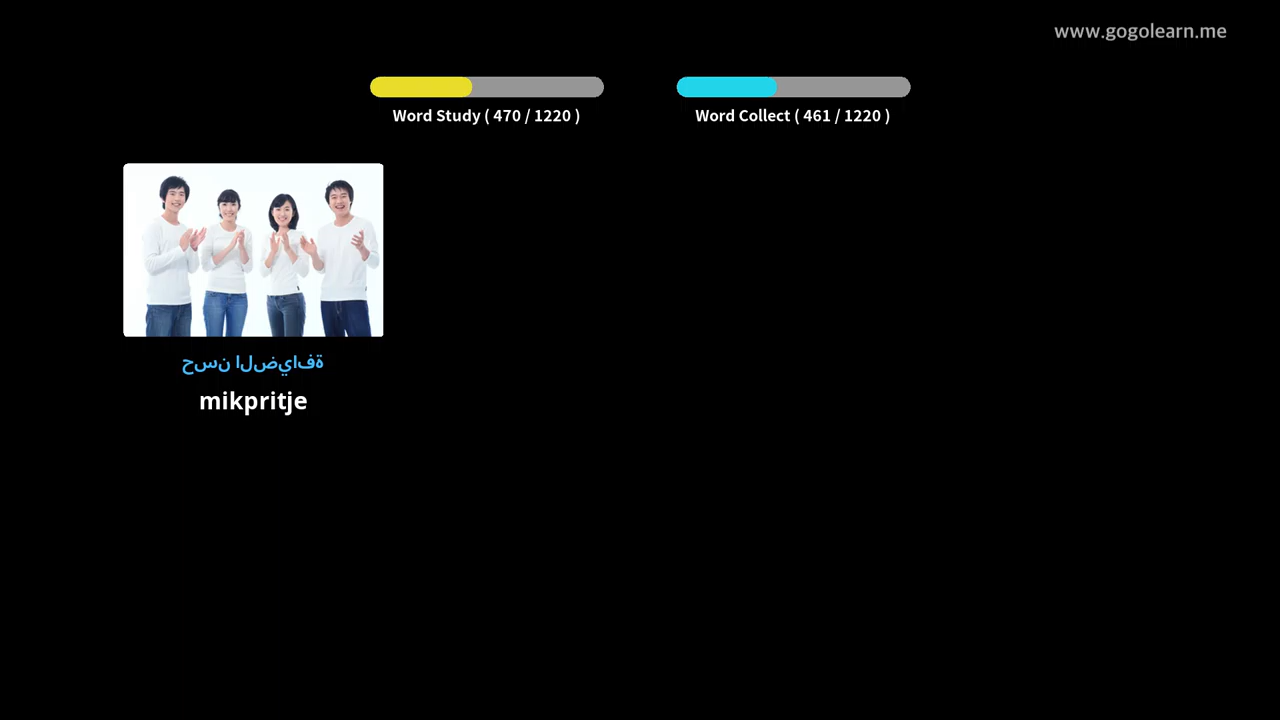 www.gogolearn.me
Word Study ( 470 / 1220 )
Word Collect ( 461 / 1220 )
حسن الضيافة
mikpritje